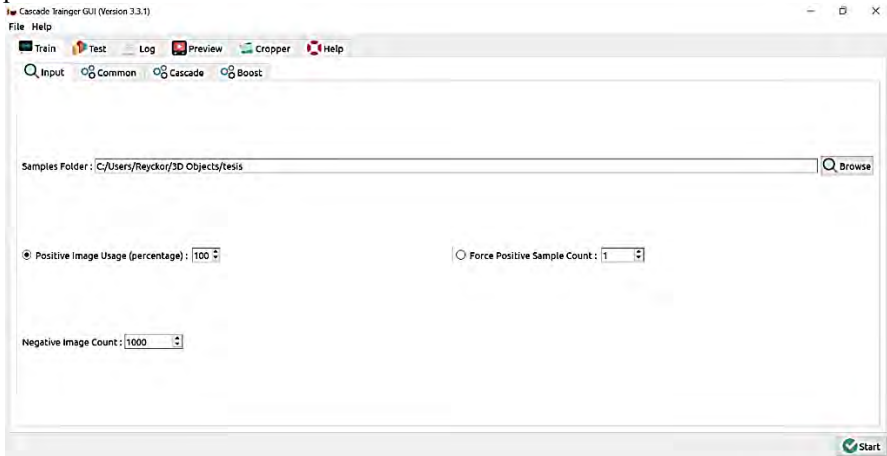 Cascade Trainger GUI (Version 3.3.1)
File Help
Train Test Log Preview Cropper Help
Input Common Cascade Boost
Samples Folder : C:/Users/Reyckor/3D Objects/tesis Browse
Positive Image Usage (percentage) : 100 Force Positive Sample Count : 1
Negative Image Count : 1000
Start